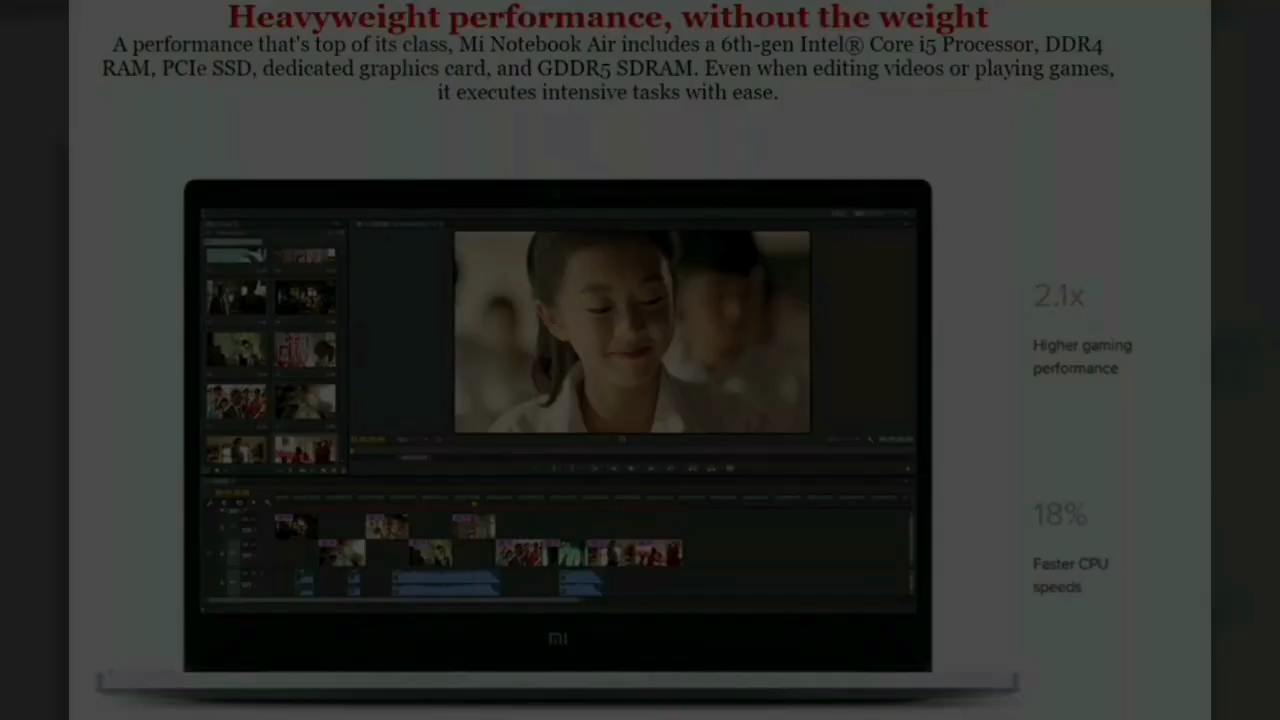 Heavyweight performance, without the weight
A performance that's top of its class, Mi Notebook Air includes a 6th-gen Intel® Core i5 Processor, DDR4
RAM, PCIe SSD, dedicated graphics card, and GDDR5 SDRAM. Even when editing videos or playing games,
it executes intensive tasks with ease.
2.1x
Higher gaming
performance
18%
Faster CPU
speeds
mi